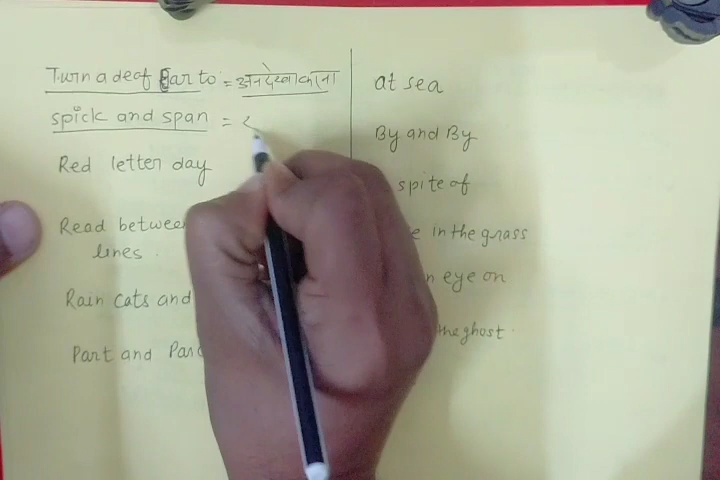 Turn a deaf Ear to = अनदेखा करना
spick and span =
Red letter day
Read between
lines.
Rain cats and
Part and
at sea
By and By
spite of
in the grass
eye on
the ghost.